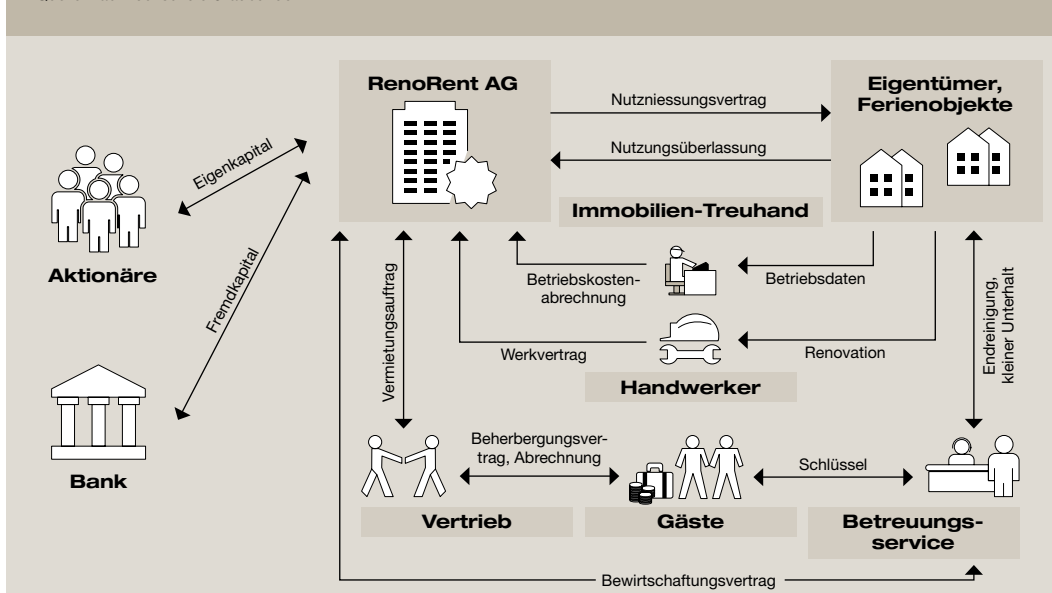 RenoRent AG
Eigentümer,
Ferienobjekte
Nutzniessungsvertrag
Nutzungsüberlassung
Eigenkapital
Immobilien-Treuhand
Aktionäre
Fremdkapital
Vermietungsauftrag
Betriebskosten-
abrechnung
Betriebsdaten
Endreinigung,
kleiner Unterhalt
Werkvertrag
Renovation
Handwerker
Bank
Beherbergungsver-
trag, Abrechnung
Schlüssel
Vertrieb
Gäste
Betreuungs-
service
Bewirtschaftungsvertrag